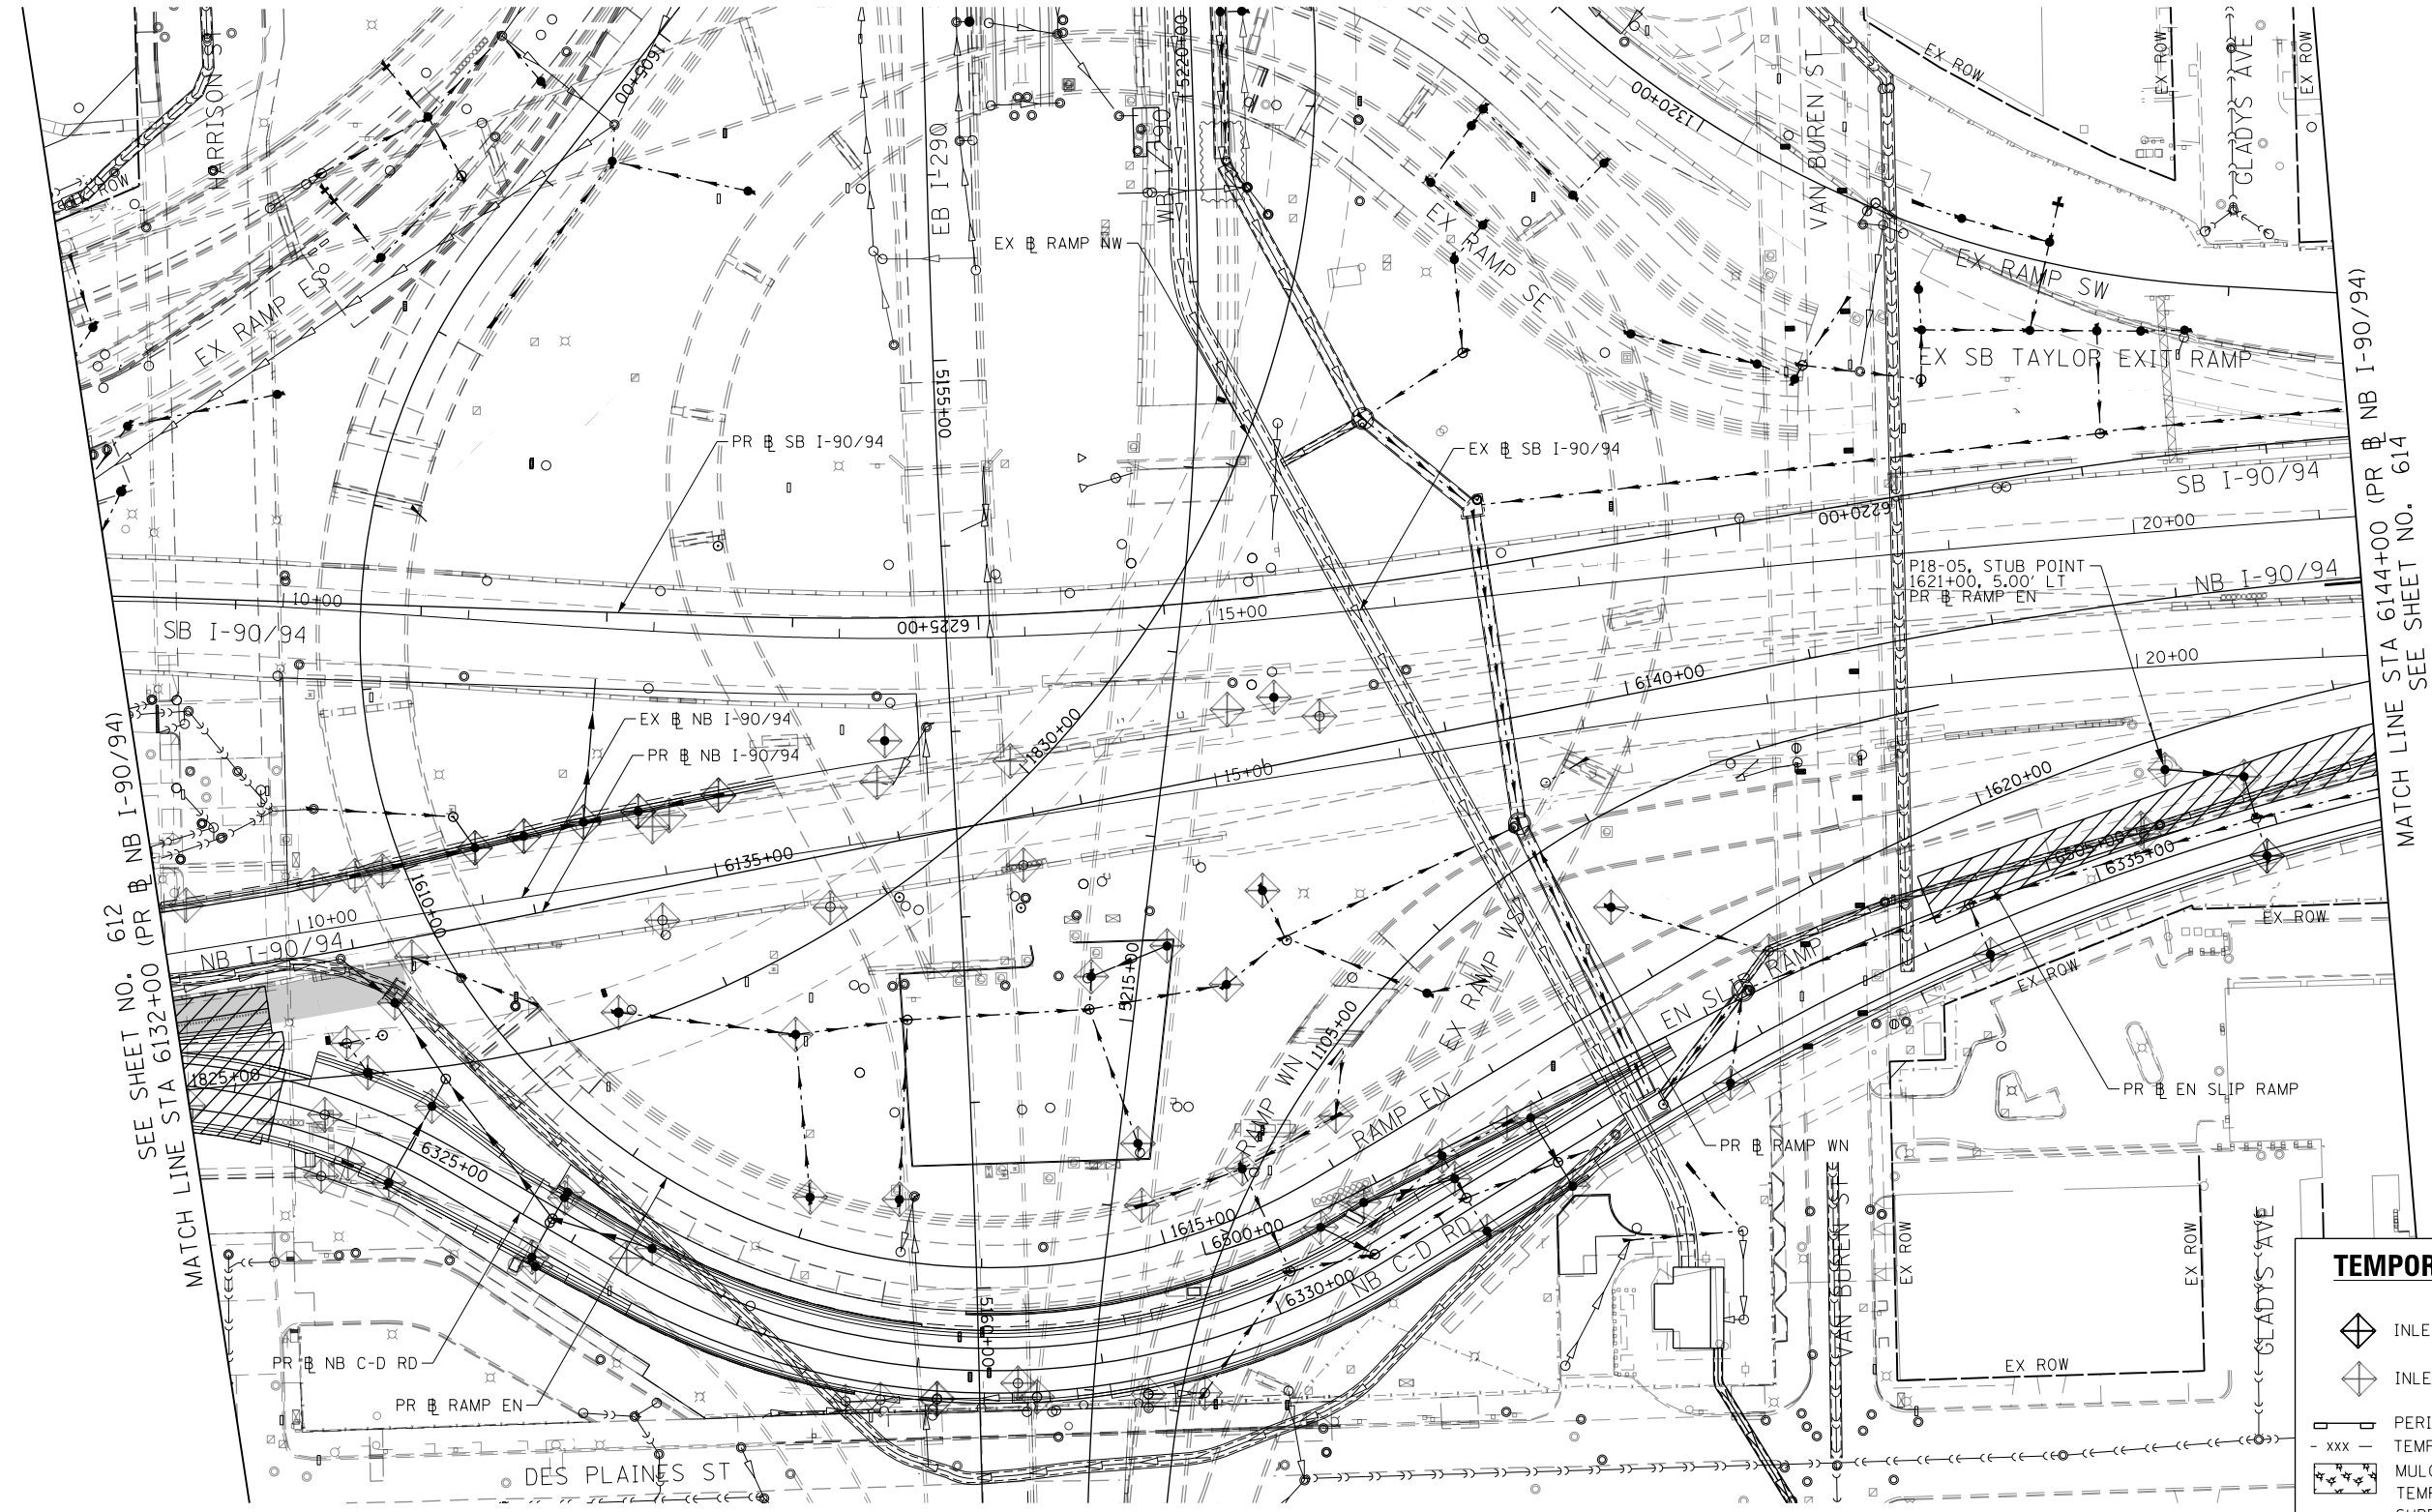 HARRISON ST
1605+00
EB I-290
5220+00
WB I-290
1320+00
VAN BUREN ST
EX ROW
EX ROW
GLADYS AVE
EX ROW
EX ROW
EX RAMP ES
EX ℄ RAMP NW
EX RAMP SE
EX RAMP SW
EX SB TAYLOR EXIT RAMP
5155+00
PR ℄ SB I-90/94
EX ℄ SB I-90/94
SB I-90/94
6220+00
20+00
MATCH LINE STA 6144+00 (PR ℄ NB I-90/94)
SEE SHEET NO. 614
P18-05, STUB POINT
1621+00, 5.00' LT
PR ℄ RAMP EN
NB I-90/94
10+00
SB I-90/94
6225+00
15+00
20+00
6140+00
EX ℄ NB I-90/94
PR ℄ NB I-90/94
1830+00
15+00
1620+00
6135+00
6505+00
6335+00
1610+00
10+00
NB I-90/94
EX ROW
EX ROW
SEE SHEET NO. 612
MATCH LINE STA 6132+00 (PR ℄ NB I-90/94)
5215+00
EX RAMP WS
EN SLIP RAMP
1105+00
1825+00
RAMP WN
RAMP EN
PR ℄ EN SLIP RAMP
PR ℄ RAMP WN
6325+00
1615+00
6500+00
NB C-D RD
6330+00
5160+00
VAN BUREN ST
EX ROW
EX ROW
GLADYS AVE
EX ROW
PR ℄ NB C-D RD
PR ℄ RAMP EN
DES PLAINES ST
TEMPOR
INLE
INLE
PERI
- XXX - TEMP
MULC
TEMP